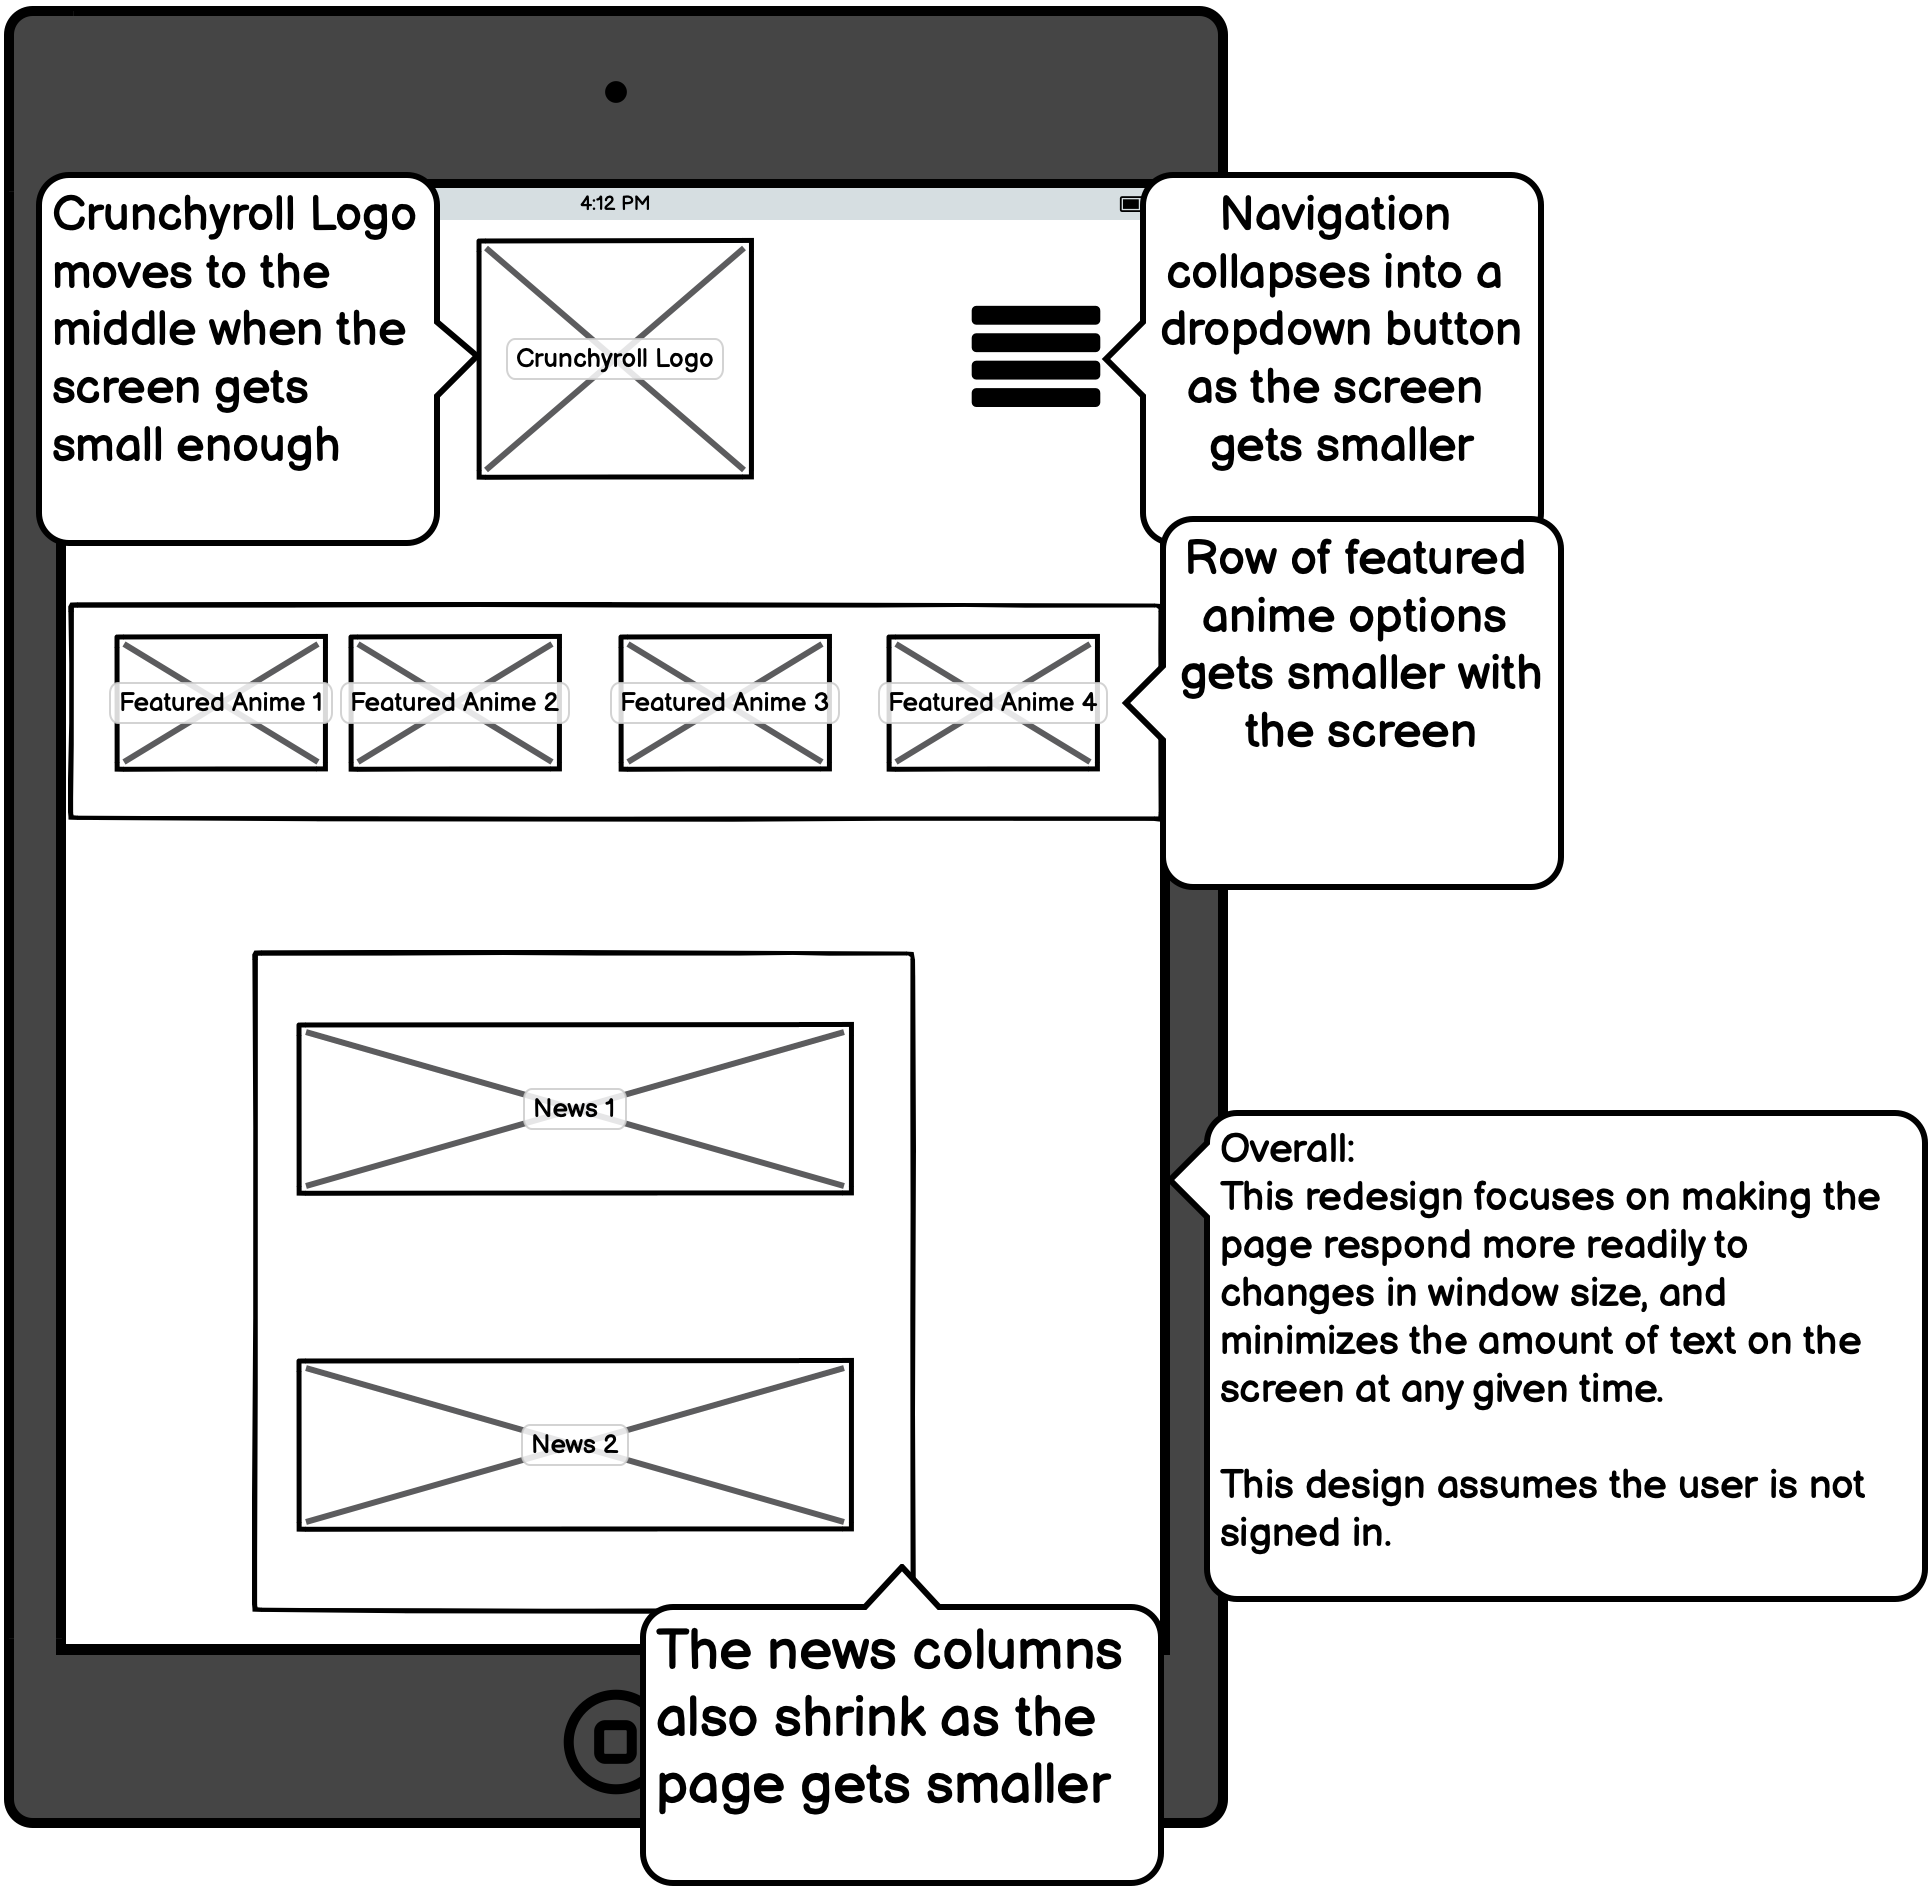 4:12 PM
Crunchyroll Logo
moves to the
middle when the
screen gets
small enough
Crunchyroll Logo
Navigation
collapses into a
dropdown button
as the screen
gets smaller
Row of featured
anime options
gets smaller with
the screen
Featured Anime 1
Featured Anime 2
Featured Anime 3
Featured Anime 4
News 1
News 2
Overall:
This redesign focuses on making the
page respond more readily to
changes in window size, and
minimizes the amount of text on the
screen at any given time.
This design assumes the user is not
signed in.
The news columns
also shrink as the
page gets smaller